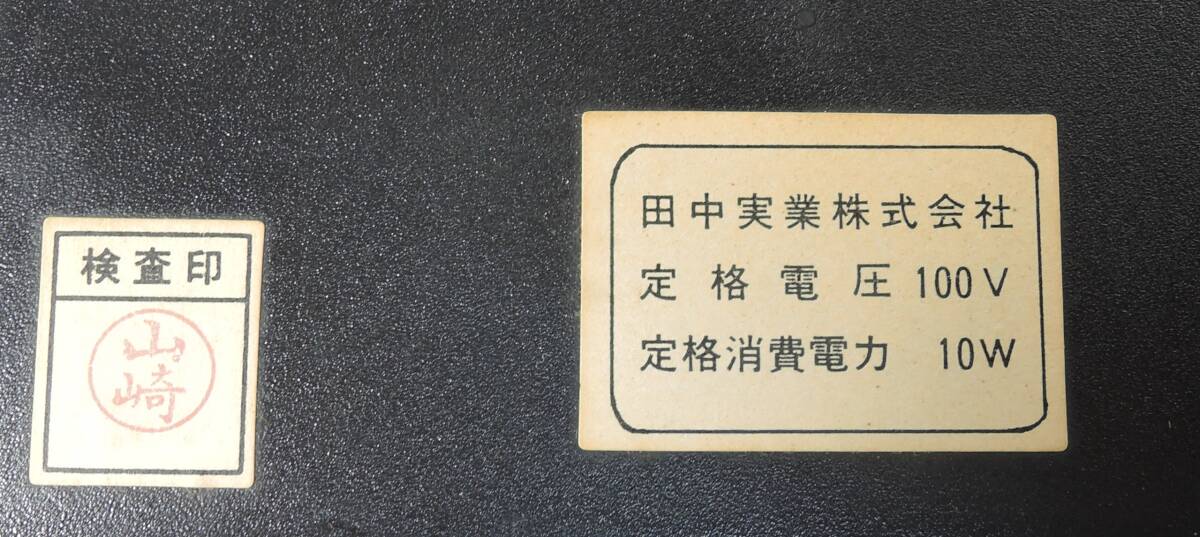 検査印
山
崎
田中実業株式会社
定格電圧 100V
定格消費電力 10W